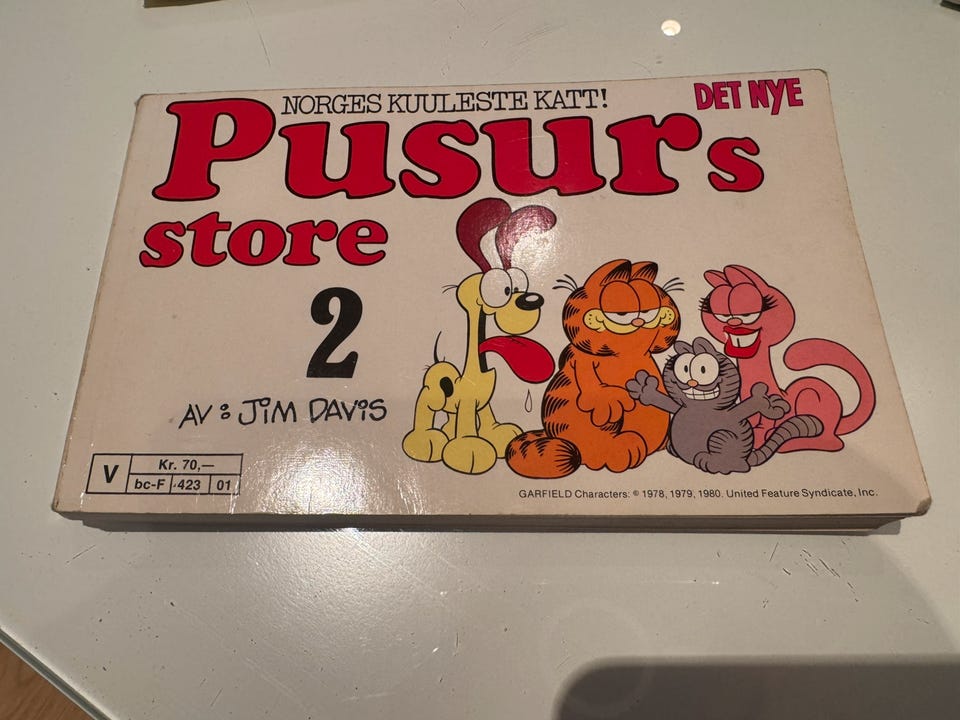 NORGES KUULESTE KATT!
DET NYE
Pusurs
store
2
AV: JIM DAVIS
V
Kr. 70,—
bc-F 423 01
GARFIELD Characters: © 1978, 1979, 1980. United Feature Syndicate, Inc.